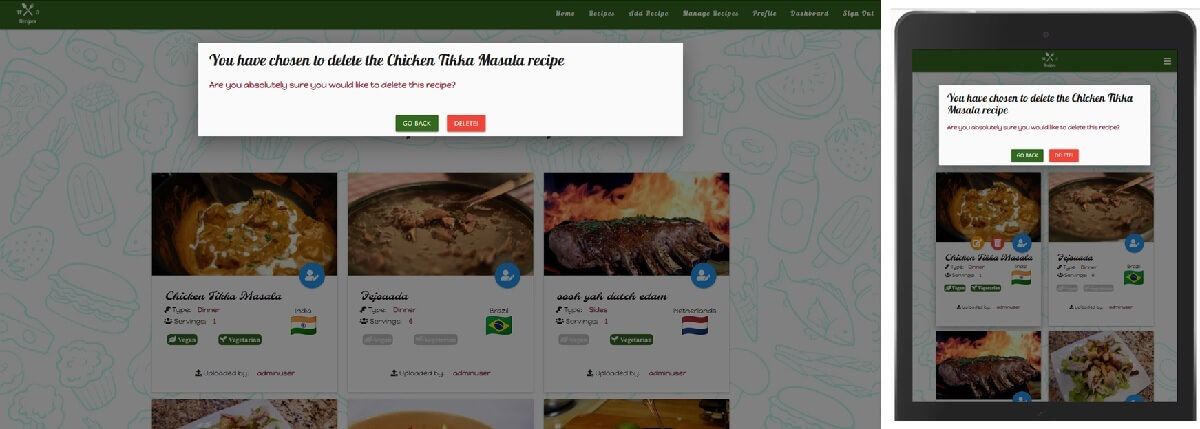 Recipes
Home Recipes Add Recipe Manage Recipes Profile Dashboard Sign Out
You have chosen to delete the Chicken Tikka Masala recipe
Are you absolutely sure you would like to delete this recipe?
GO BACK DELETE!
Chicken Tikka Masala
Type: Dinner
India
Servings: 1
Vegan Vegetarian
Uploaded by: adminuser
Feijouada
Type: Dinner
Brazil
Servings: 6
Vegan Vegetarian
Uploaded by: adminuser
oosh yah dutch edam
Type: Sides
Netherlands
Servings: 1
Vegan Vegetarian
Uploaded by: adminuser
Recipes
You have chosen to delete the Chicken Tikka
Masala recipe
Are you absolutely sure you would like to delete this recipe?
GO BACK DELETE!
Chicken Tikka Masala
Type: Dinner
India
Servings: 1
Vegan Vegetarian
Uploaded by: adminuser
Feijouada
Type: Dinner
Brazil
Servings: 6
Vegan Vegetarian
Uploaded by: adminuser